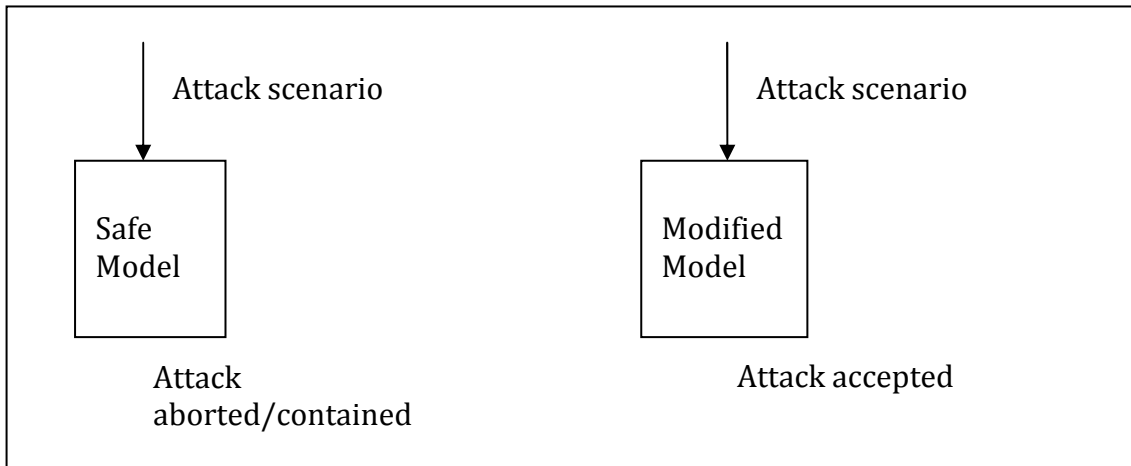 Attack scenario
Safe
Model
Attack
aborted/contained
Attack scenario
Modified
Model
Attack accepted